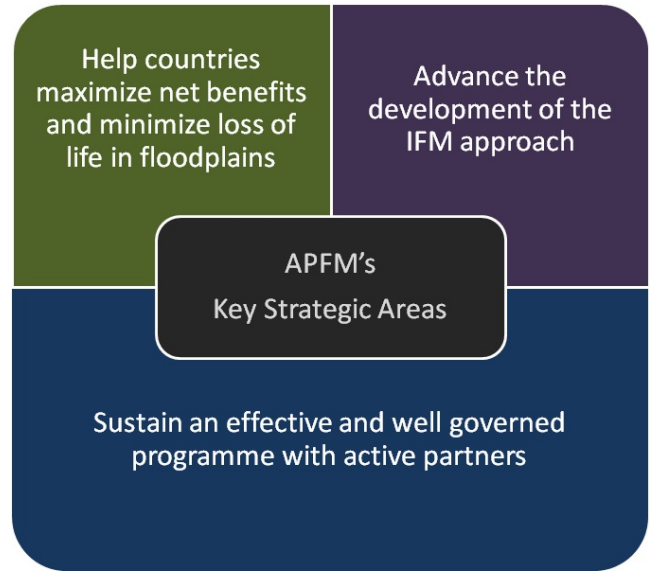 Help countries
maximize net benefits
and minimize loss of
life in floodplains
Advance the
development of the
IFM approach
APFM's
Key Strategic Areas
Sustain an effective and well governed
programme with active partners